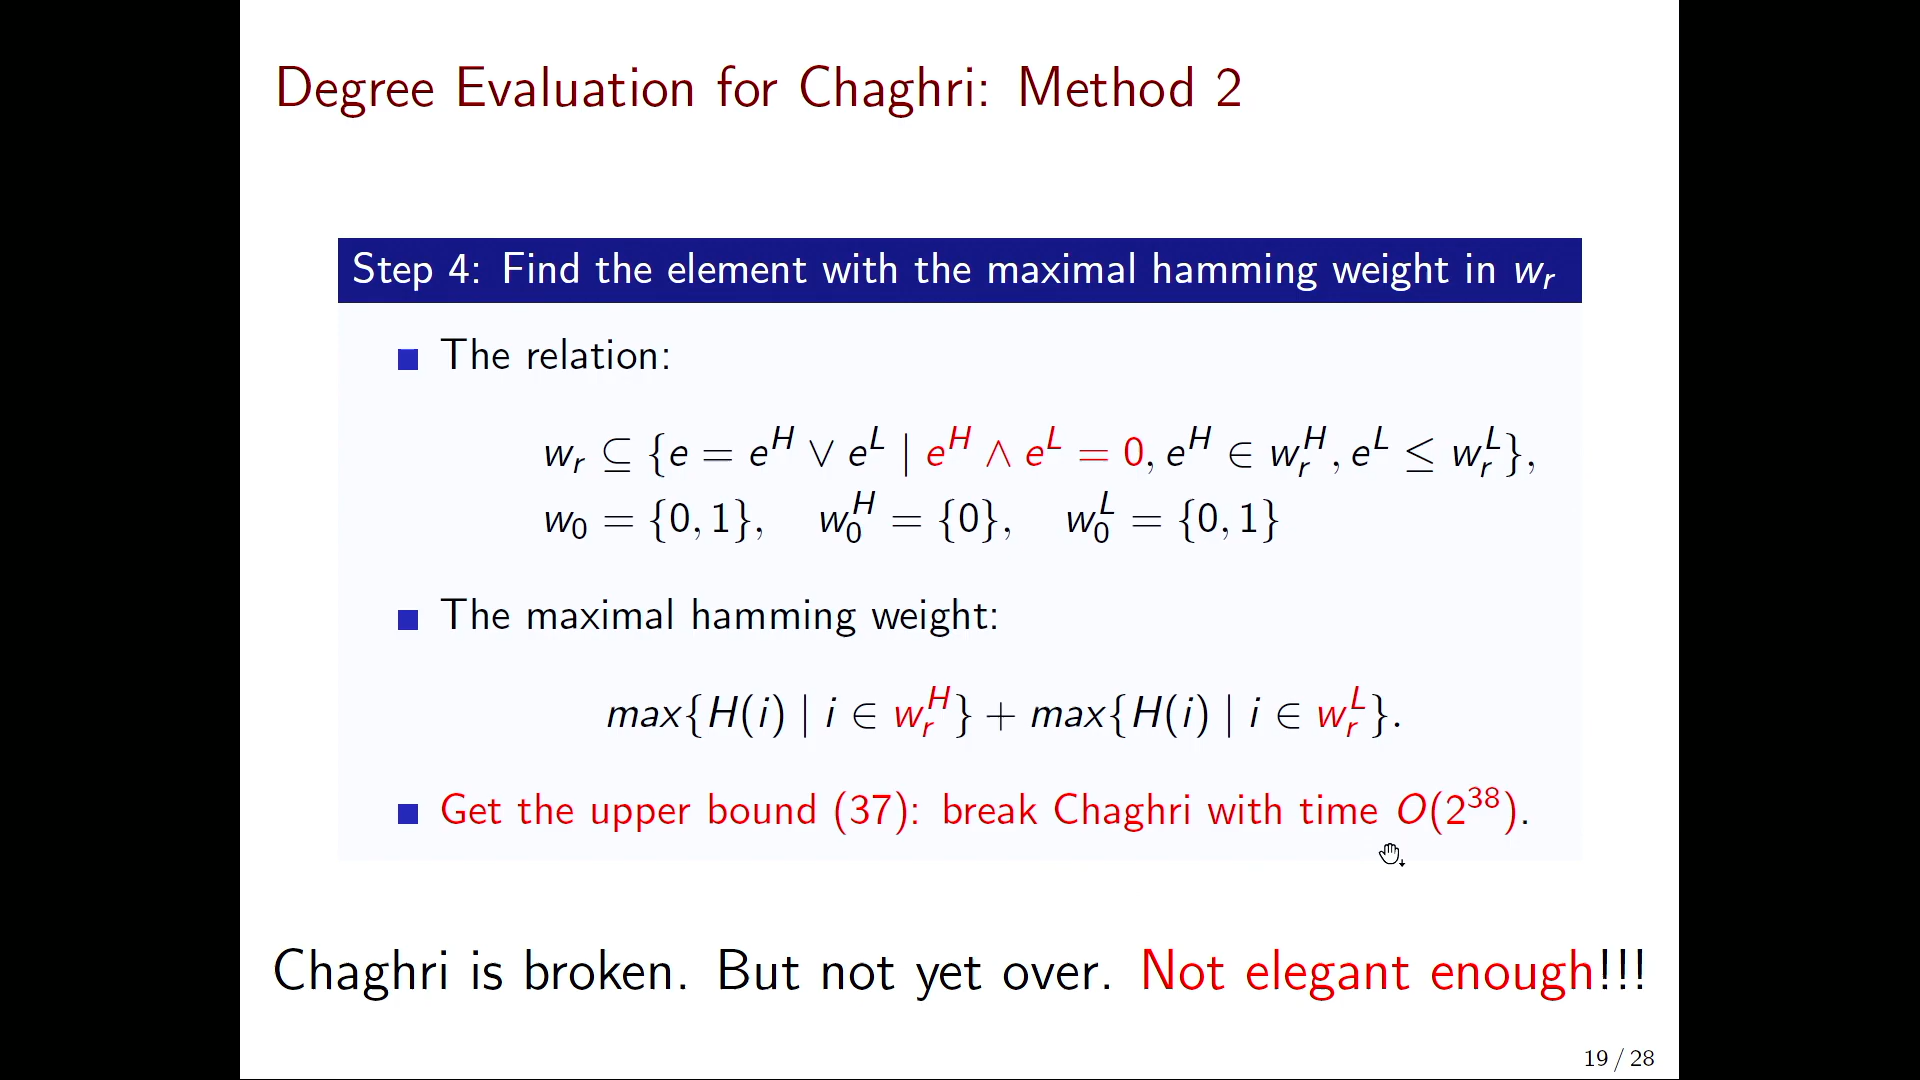 Degree Evaluation for Chaghri: Method 2
Step 4: Find the element with the maximal hamming weight in w_r
The relation:
w_r ⊆ {e = e^H ∨ e^L | e^H ∧ e^L = 0, e^H ∈ w_r^H, e^L ≤ w_r^L},
w_0 = {0, 1}, w_0^H = {0}, w_0^L = {0, 1}
The maximal hamming weight:
max{H(i) | i ∈ w_r^H} + max{H(i) | i ∈ w_r^L}.
Get the upper bound (37): break Chaghri with time O(2^38).
Chaghri is broken. But not yet over. Not elegant enough!!!
19 / 28